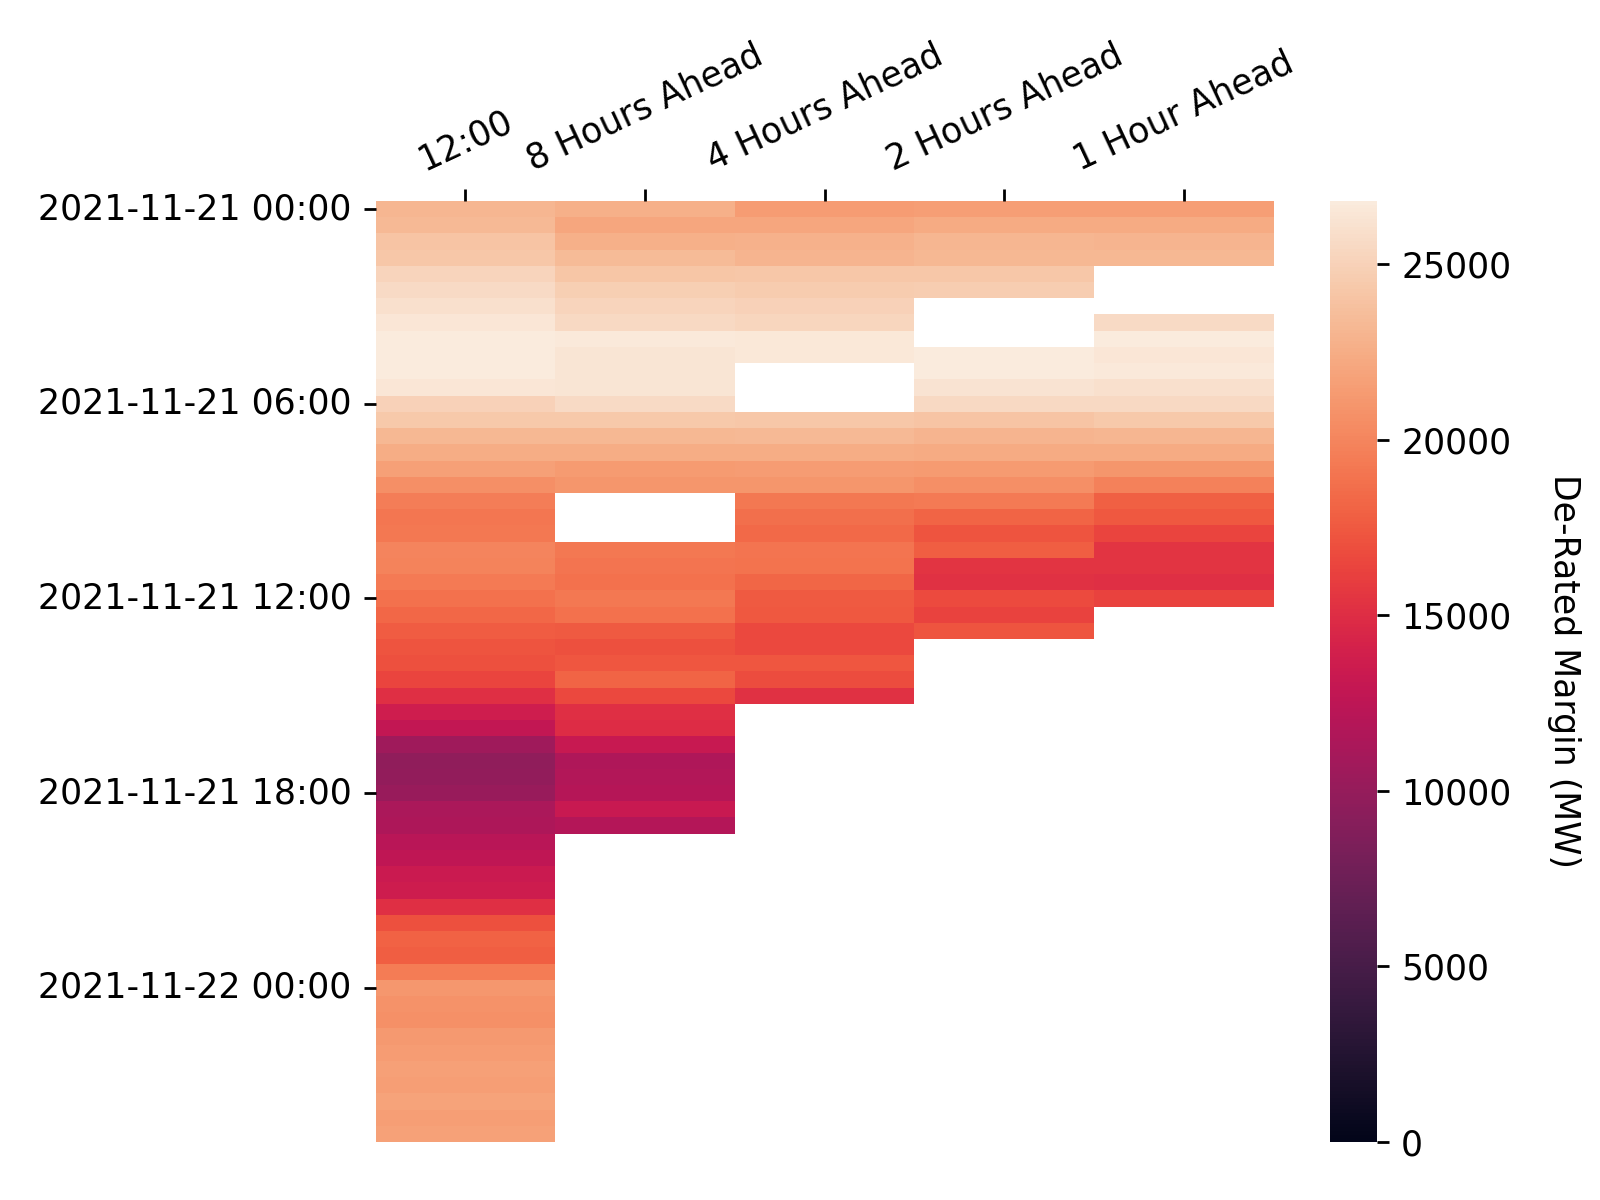 12:00
8 Hours Ahead
4 Hours Ahead
2 Hours Ahead
1 Hour Ahead
2021-11-21 00:00
2021-11-21 06:00
2021-11-21 12:00
2021-11-21 18:00
2021-11-22 00:00
25000
20000
15000
10000
5000
0
De-Rated Margin (MW)